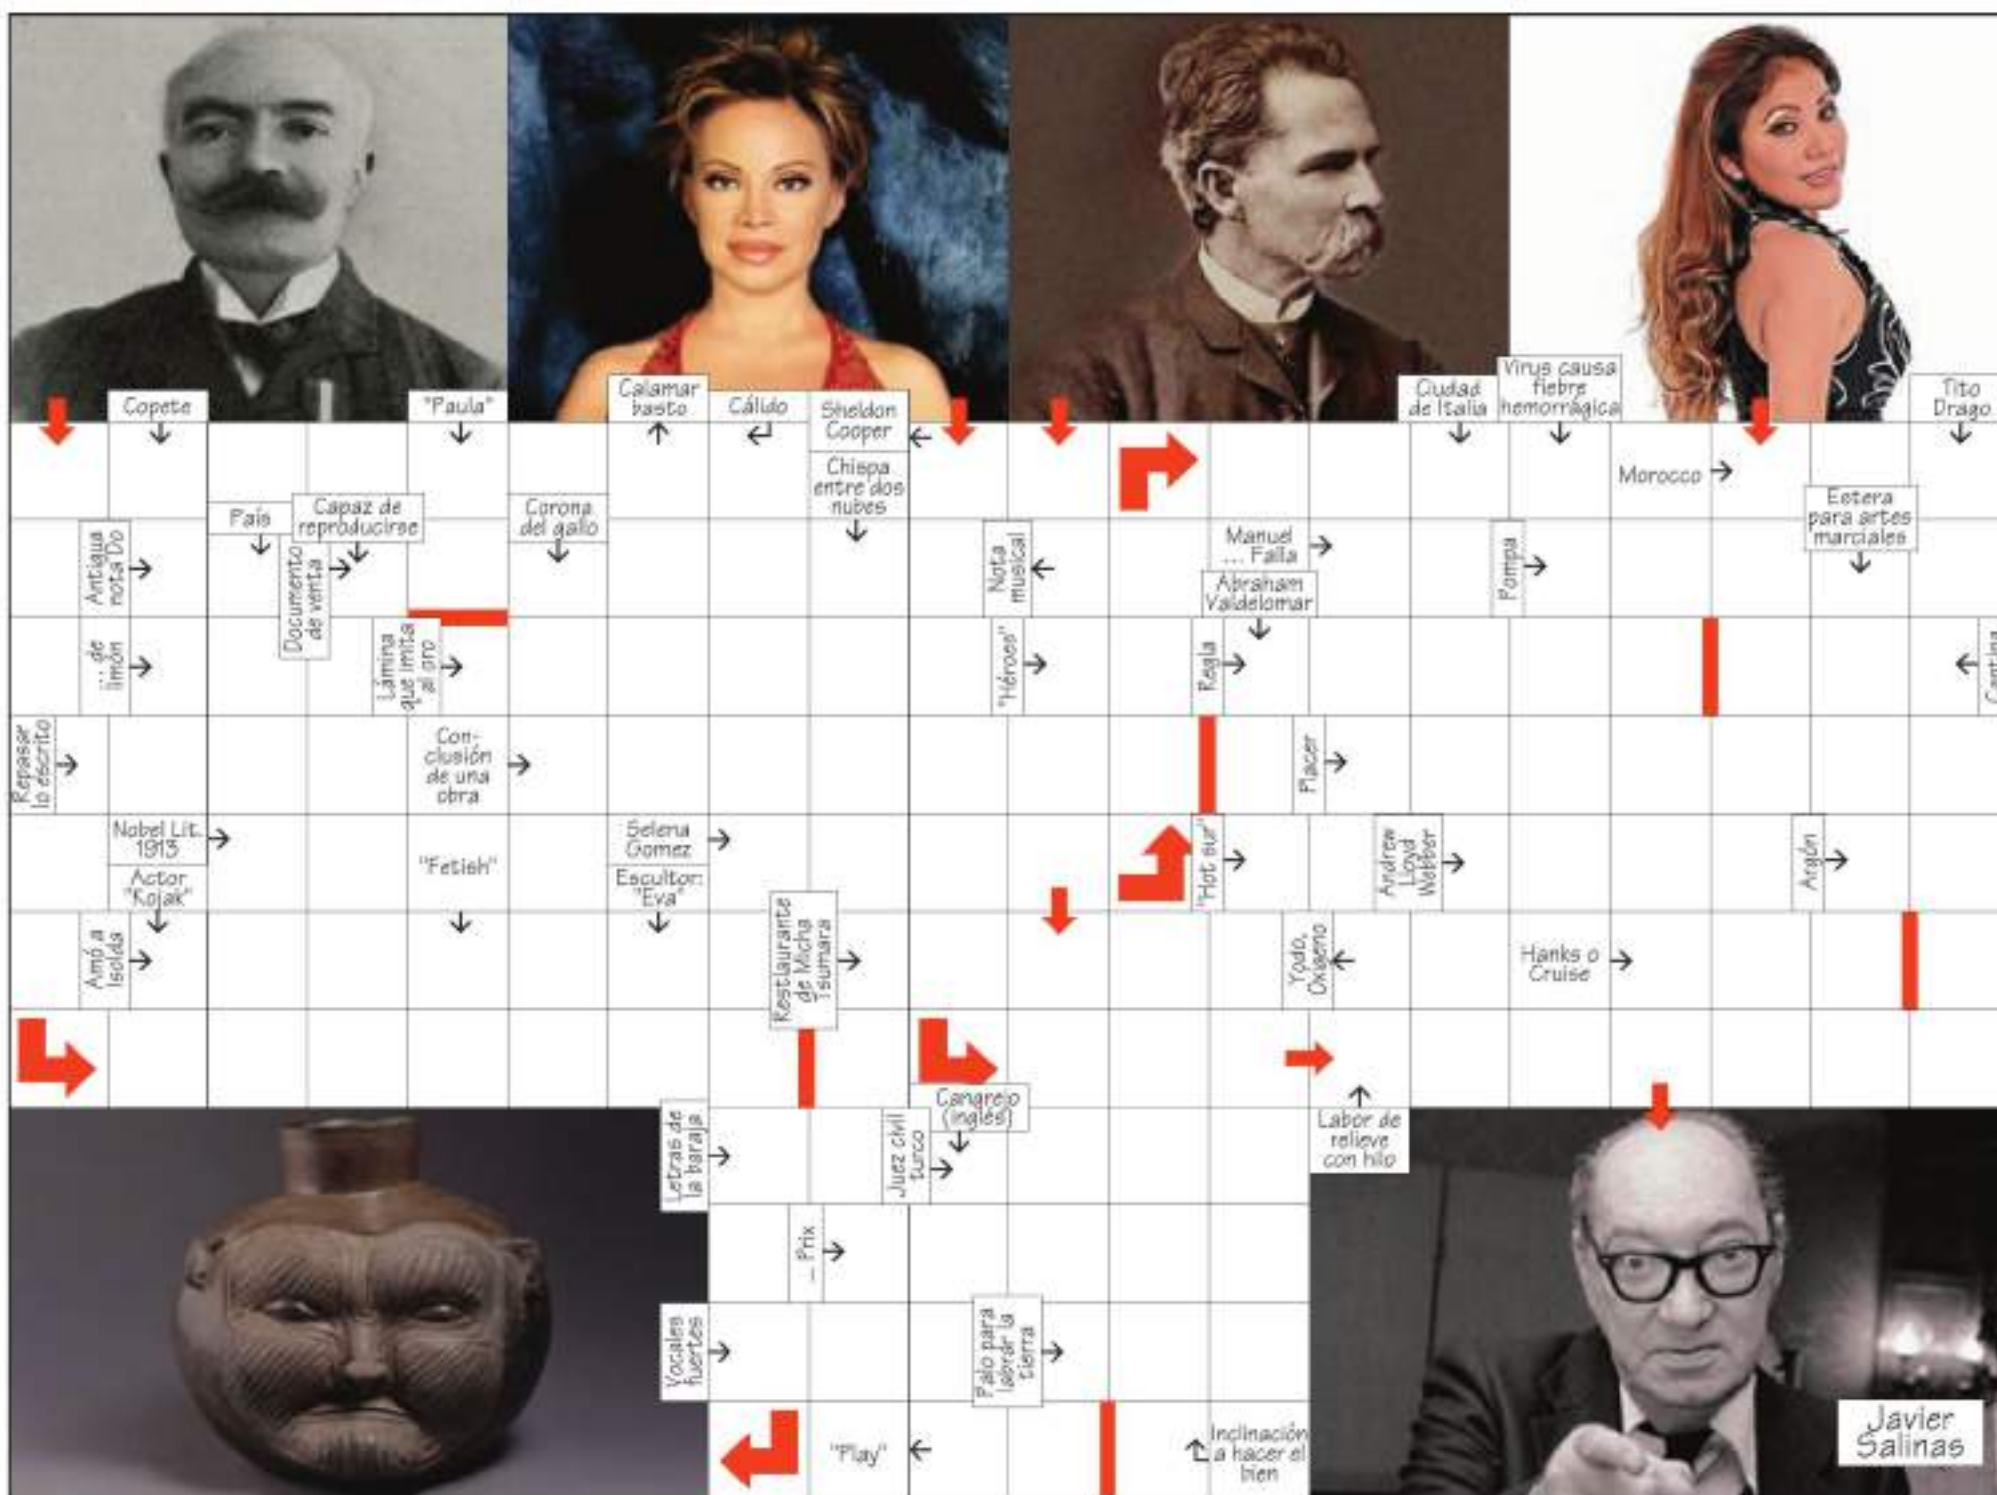 Copete
"Paula"
Calamar
basto
Cálido
Sheldon
Cooper
Chispa
entre dos
nubes
Ciudad
de Italia
Virus causa
fiebre
hemorrágica
Tito
Drago
Morocco
Estera
para artes
marciales
País
Capaz de
reproducirse
Corona
del gallo
Antigua
nota Do
Documento
de venta
Nota
musical
Manuel
... Falla
Abraham
Valdelomar
Pompa
... de
limón
Lámina
que imita
al oro
"Héroes"
Regla
Cantina
Repasar
lo escrito
Con-
clusión
de una
obra
Placer
Nobel Lit.
1913
Actor
"Kojak"
"Fetish"
Selena
Gomez
Escultor:
"Eva"
"Hot sur"
Andrew
Lloyd
Webber
Argón
Amó a
Isolda
Restaurante
de Micha
Tsumura
Yodo,
Oxígeno
Hanks o
Cruise
Letras de
la baraja
Juez civil
turco
Cangrejo
(inglés)
Labor de
relieve
con hilo
... Prix
Vocales
fuertes
Palo para
labrar la
tierra
"Play"
Inclinación
a hacer el
bien
Javier
Salinas